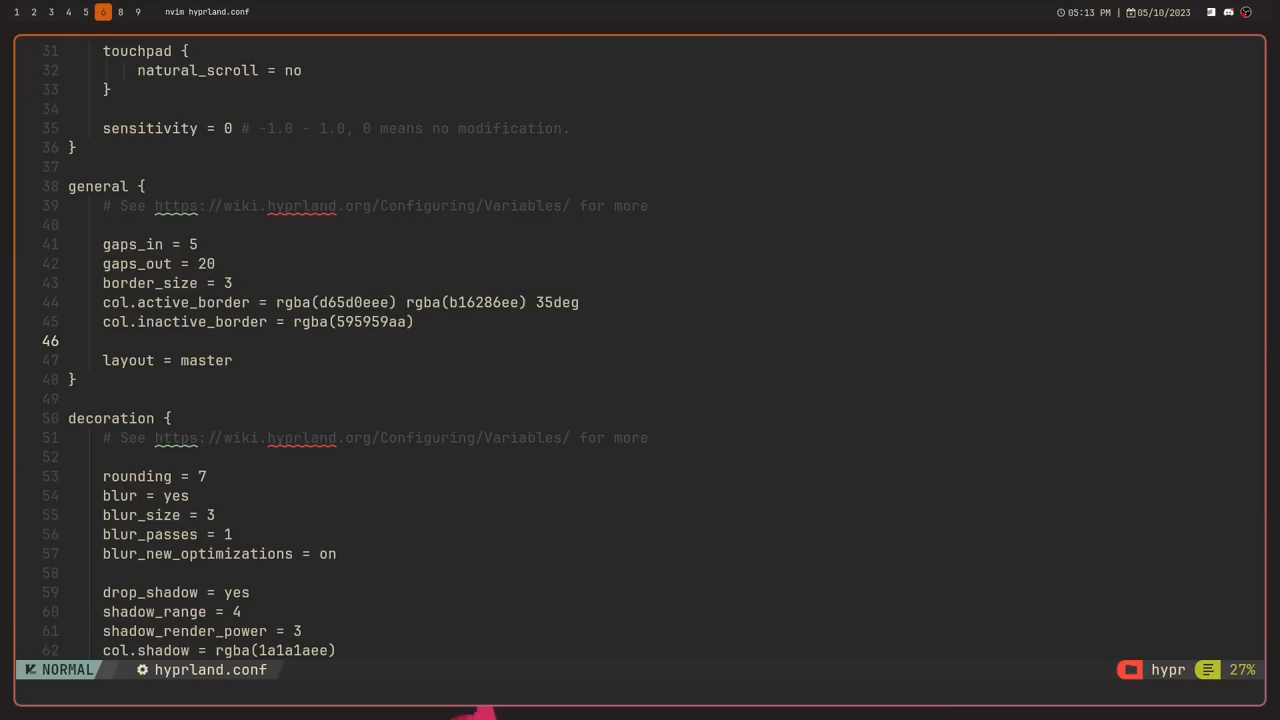 1 2 3 4 5 6 8 9 nvim hyprland.conf 05:13 PM | 05/10/2023
31 touchpad {
32 natural_scroll = no
33 }
34
35 sensitivity = 0 # -1.0 - 1.0, 0 means no modification.
36 }
37
38 general {
39 # See https://wiki.hyprland.org/Configuring/Variables/ for more
40
41 gaps_in = 5
42 gaps_out = 20
43 border_size = 3
44 col.active_border = rgba(d65d0eee) rgba(b16286ee) 35deg
45 col.inactive_border = rgba(595959aa)
46
47 layout = master
48 }
49
50 decoration {
51 # See https://wiki.hyprland.org/Configuring/Variables/ for more
52
53 rounding = 7
54 blur = yes
55 blur_size = 3
56 blur_passes = 1
57 blur_new_optimizations = on
58
59 drop_shadow = yes
60 shadow_range = 4
61 shadow_render_power = 3
62 col.shadow = rgba(1a1a1aee)
NORMAL hyprland.conf hypr 27%